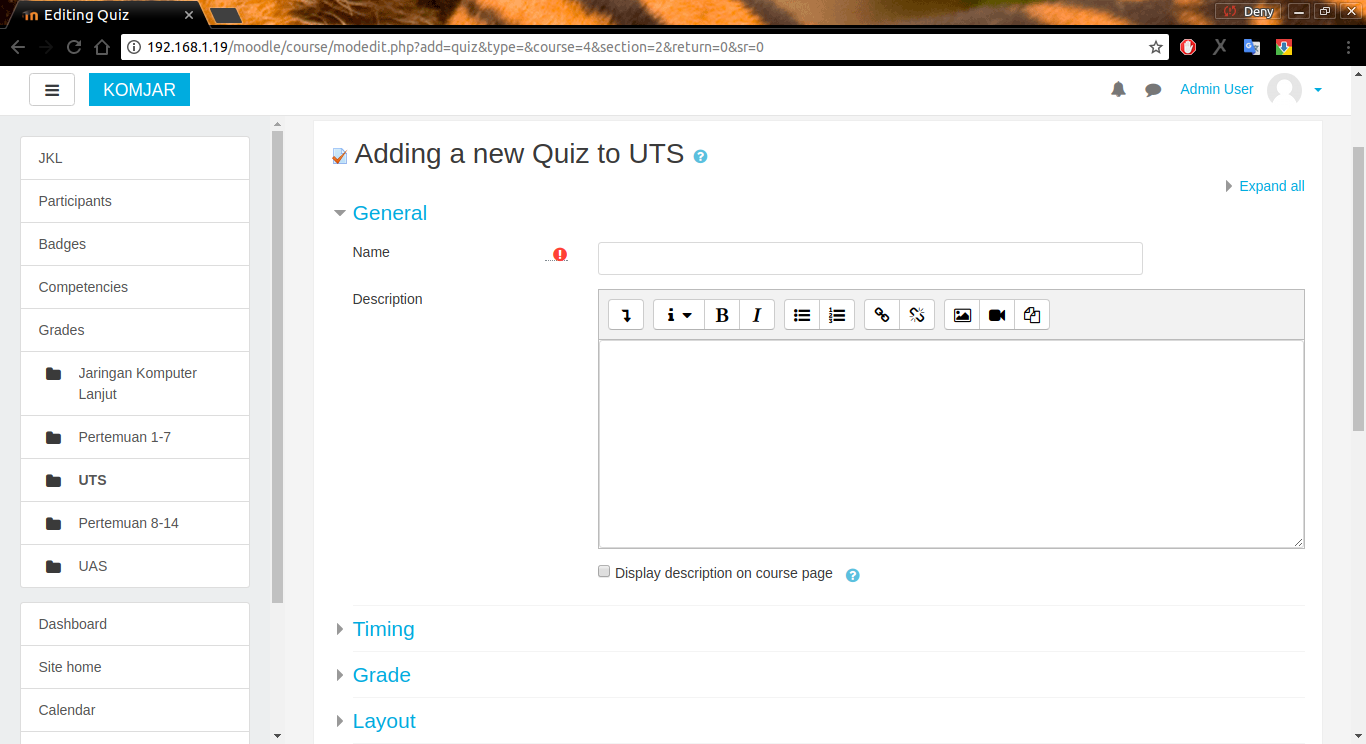 Editing Quiz
Deny
192.168.1.19/moodle/course/modedit.php?add=quiz&type=&course=4&section=2&return=0&sr=0
KOMJAR
Admin User
JKL
Participants
Badges
Competencies
Grades
Jaringan Komputer
Lanjut
Pertemuan 1-7
UTS
Pertemuan 8-14
UAS
Dashboard
Site home
Calendar
Adding a new Quiz to UTS
Expand all
General
Name
Description
B I
Display description on course page
Timing
Grade
Layout